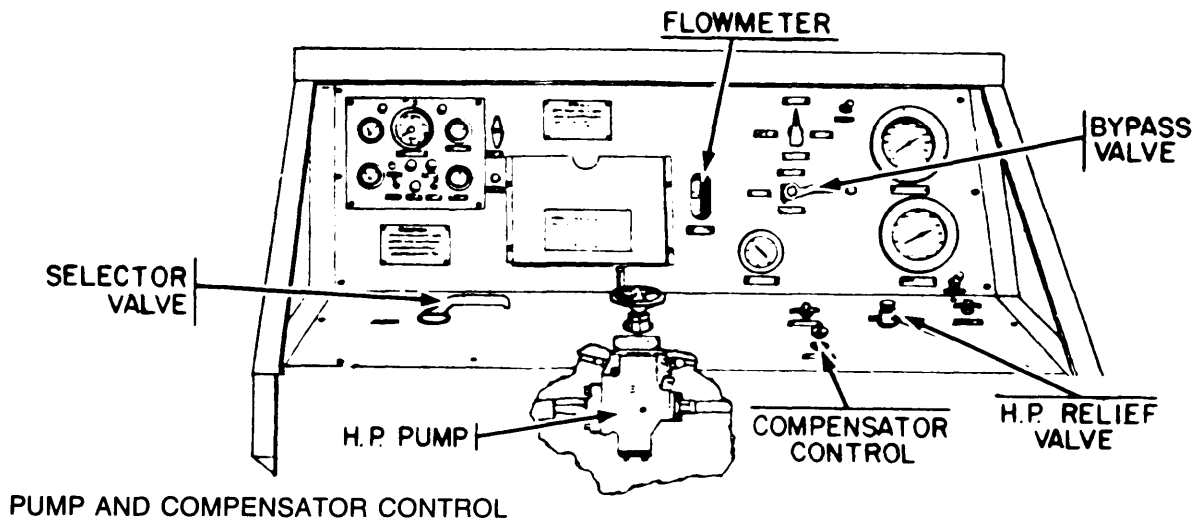 FLOWMETER
BYPASS
VALVE
SELECTOR
VALVE
H.P. PUMP
COMPENSATOR
CONTROL
H.P. RELIEF
VALVE
PUMP AND COMPENSATOR CONTROL